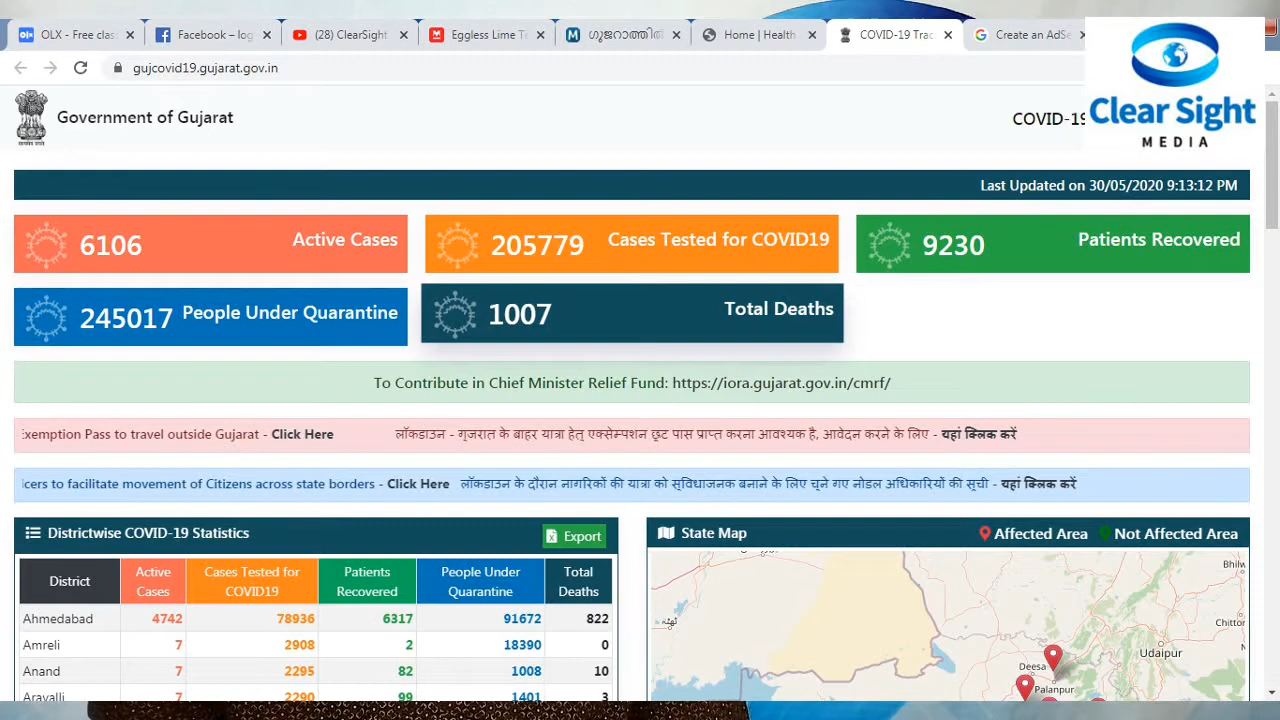 OLX - Free clas
Facebook – log
(28) ClearSight
Eggless Lime T
ഗുജറാത്തിൽ
Home | Health
COVID-19 Trac
Create an AdSe
gujcovid19.gujarat.gov.in
Clear Sight
MEDIA
Government of Gujarat
COVID-19
Last Updated on 30/05/2020 9:13:12 PM
6106 Active Cases
205779 Cases Tested for COVID19
9230 Patients Recovered
245017 People Under Quarantine
1007 Total Deaths
To Contribute in Chief Minister Relief Fund: https://iora.gujarat.gov.in/cmrf/
Exemption Pass to travel outside Gujarat - Click Here लॉकडाउन - गुजरात के बाहर यात्रा हेतु एक्सेम्पशन छूट पास प्राप्त करना आवश्यक है, आवेदन करने के लिए - यहां क्लिक करें
icers to facilitate movement of Citizens across state borders - Click Here लॉकडाउन के दौरान नागरिकों की यात्रा को सुविधाजनक बनाने के लिए चुने गए नोडल अधिकारियों की सूची - यहां क्लिक करें
Districtwise COVID-19 Statistics Export
State Map Affected Area Not Affected Area
District Active Cases Cases Tested for COVID19 Patients Recovered People Under Quarantine Total Deaths
Ahmedabad 4742 78936 6317 91672 822
Amreli 7 2908 2 18390 0
Anand 7 2295 82 1008 10
Aravalli 7 2290 99 1401 3
Bhilw
Chitto
Udaipur
Deesa
Palanpur